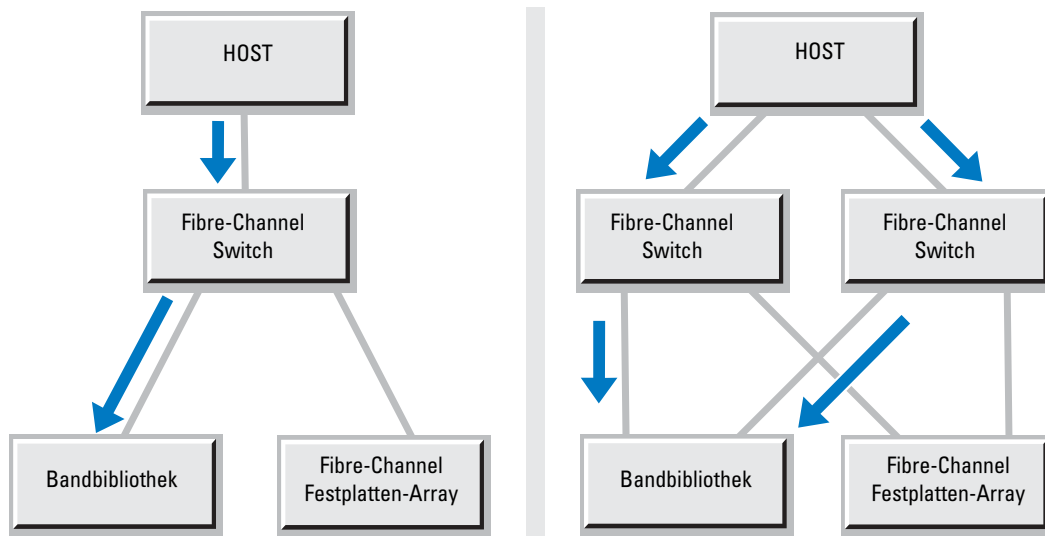 HOST
Fibre-Channel
Switch
Bandbibliothek
Fibre-Channel
Festplatten-Array
HOST
Fibre-Channel
Switch
Fibre-Channel
Switch
Bandbibliothek
Fibre-Channel
Festplatten-Array